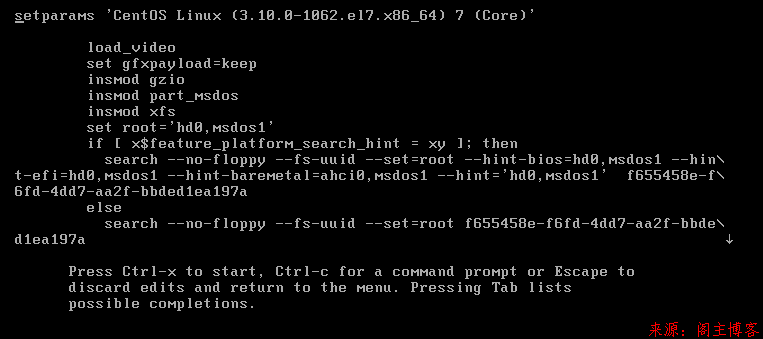 setparams 'CentOS Linux (3.10.0-1062.el7.x86_64) 7 (Core)'
load_video
set gfxpayload=keep
insmod gzio
insmod part_msdos
insmod xfs
set root='hd0,msdos1'
if [ x$feature_platform_search_hint = xy ]; then
search --no-floppy --fs-uuid --set=root --hint-bios=hd0,msdos1 --hin\
t-efi=hd0,msdos1 --hint-baremetal=ahci0,msdos1 --hint='hd0,msdos1'  f655458e-f\
6fd-4dd7-aa2f-bbded1ea197a
else
search --no-floppy --fs-uuid --set=root f655458e-f6fd-4dd7-aa2f-bbde\
d1ea197a ↓
Press Ctrl-x to start, Ctrl-c for a command prompt or Escape to
discard edits and return to the menu. Pressing Tab lists
possible completions.
来源: 阁主博客